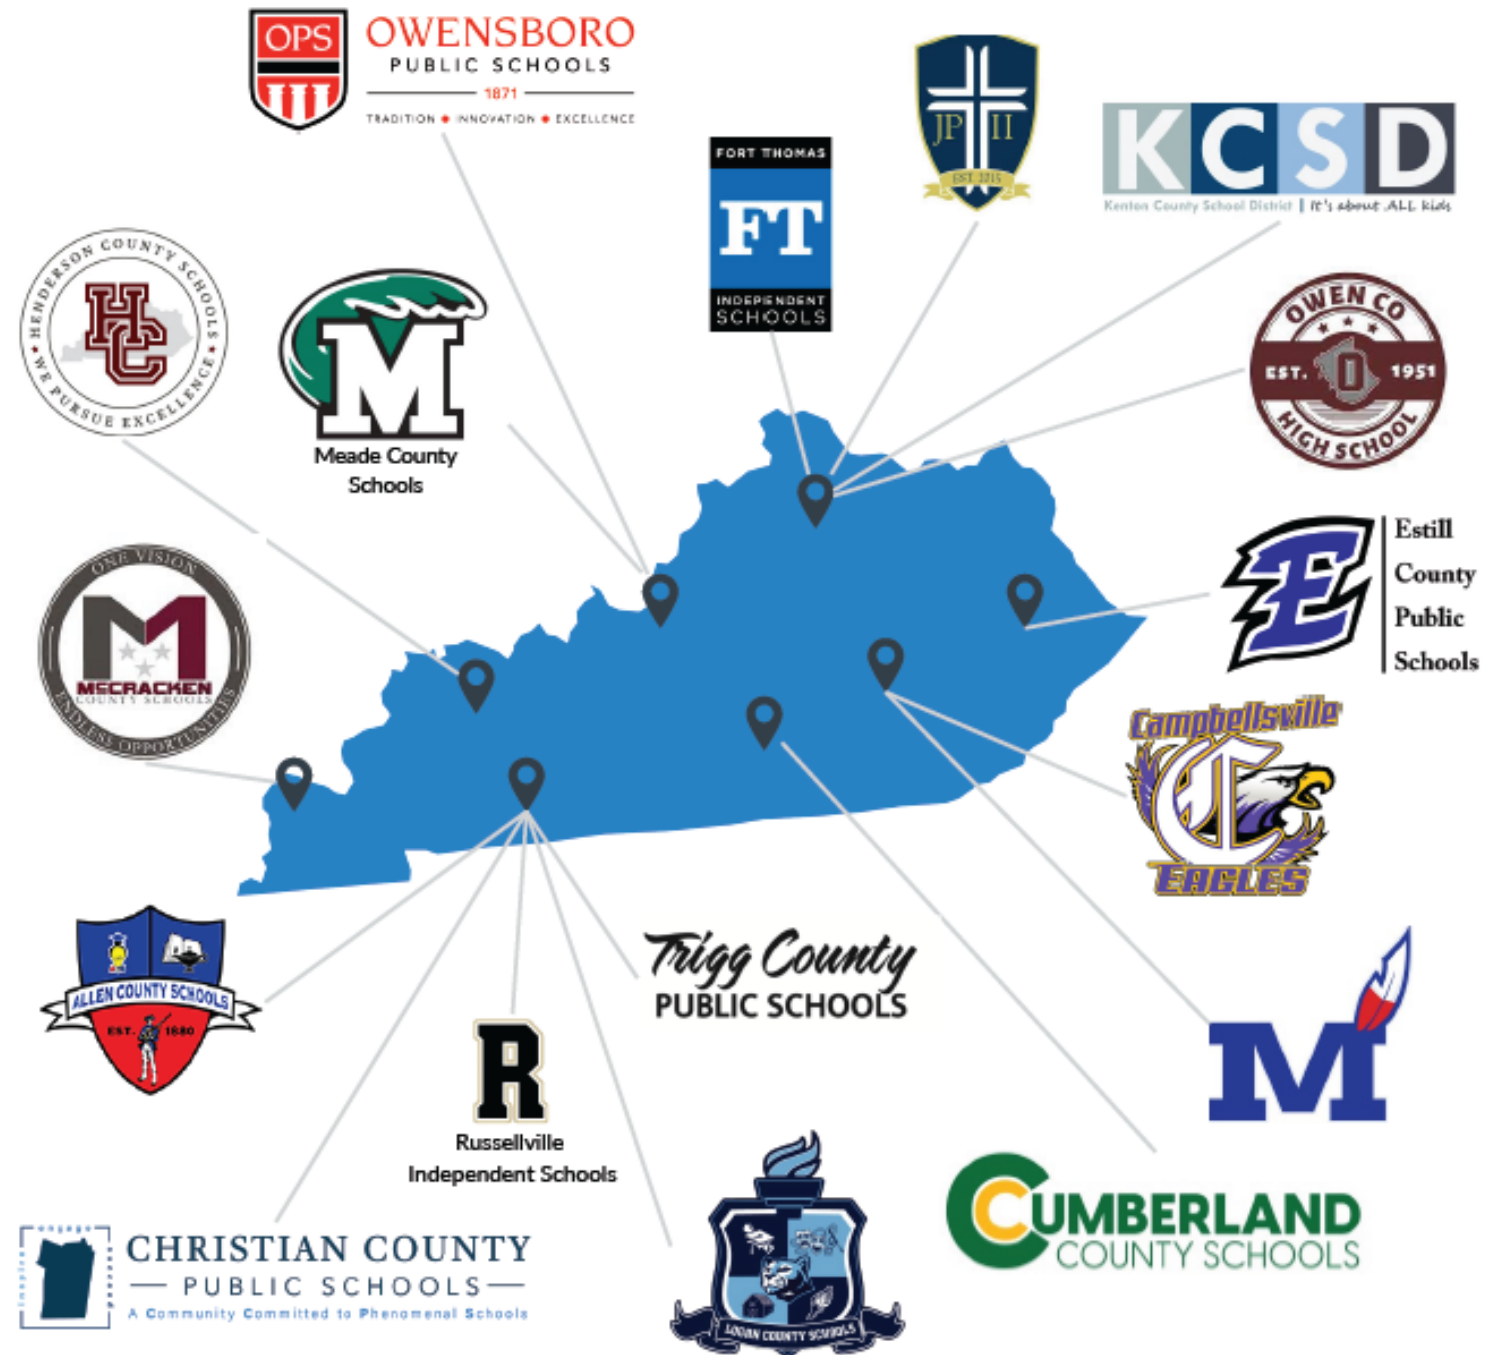 OPS
OWENSBORO
PUBLIC SCHOOLS
1871
TRADITION INNOVATION EXCELLENCE
JP II
EST. 2015
KCSD
Kenton County School District | It's about ALL kids
FORT THOMAS
FT
INDEPENDENT
SCHOOLS
HENDERSON COUNTY SCHOOLS
HC
WE PURSUE EXCELLENCE
M
Meade County
Schools
OWEN CO
EST. 1951
HIGH SCHOOL
E
Estill
County
Public
Schools
ONE VISION
M
MCCRACKEN
COUNTY SCHOOLS
ENDLESS OPPORTUNITIES
Campbellsville
C
EAGLES
ALLEN COUNTY SCHOOLS
EST. 1880
Trigg County
PUBLIC SCHOOLS
M
R
Russellville
Independent Schools
CUMBERLAND
COUNTY SCHOOLS
engage
inspire
CHRISTIAN COUNTY
PUBLIC SCHOOLS
A Community Committed to Phenomenal Schools
LOGAN COUNTY SCHOOLS